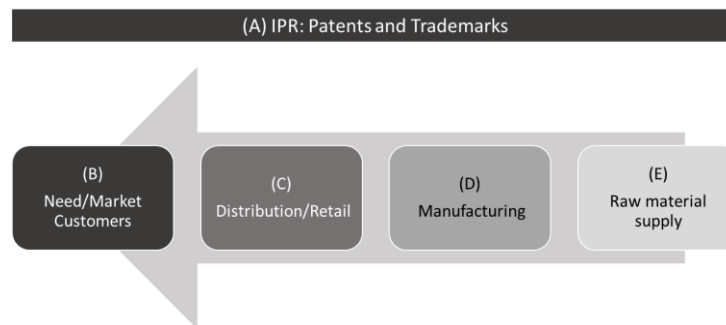 (A) IPR: Patents and Trademarks
(B)
Need/Market
Customers
(C)
Distribution/Retail
(D)
Manufacturing
(E)
Raw material
supply